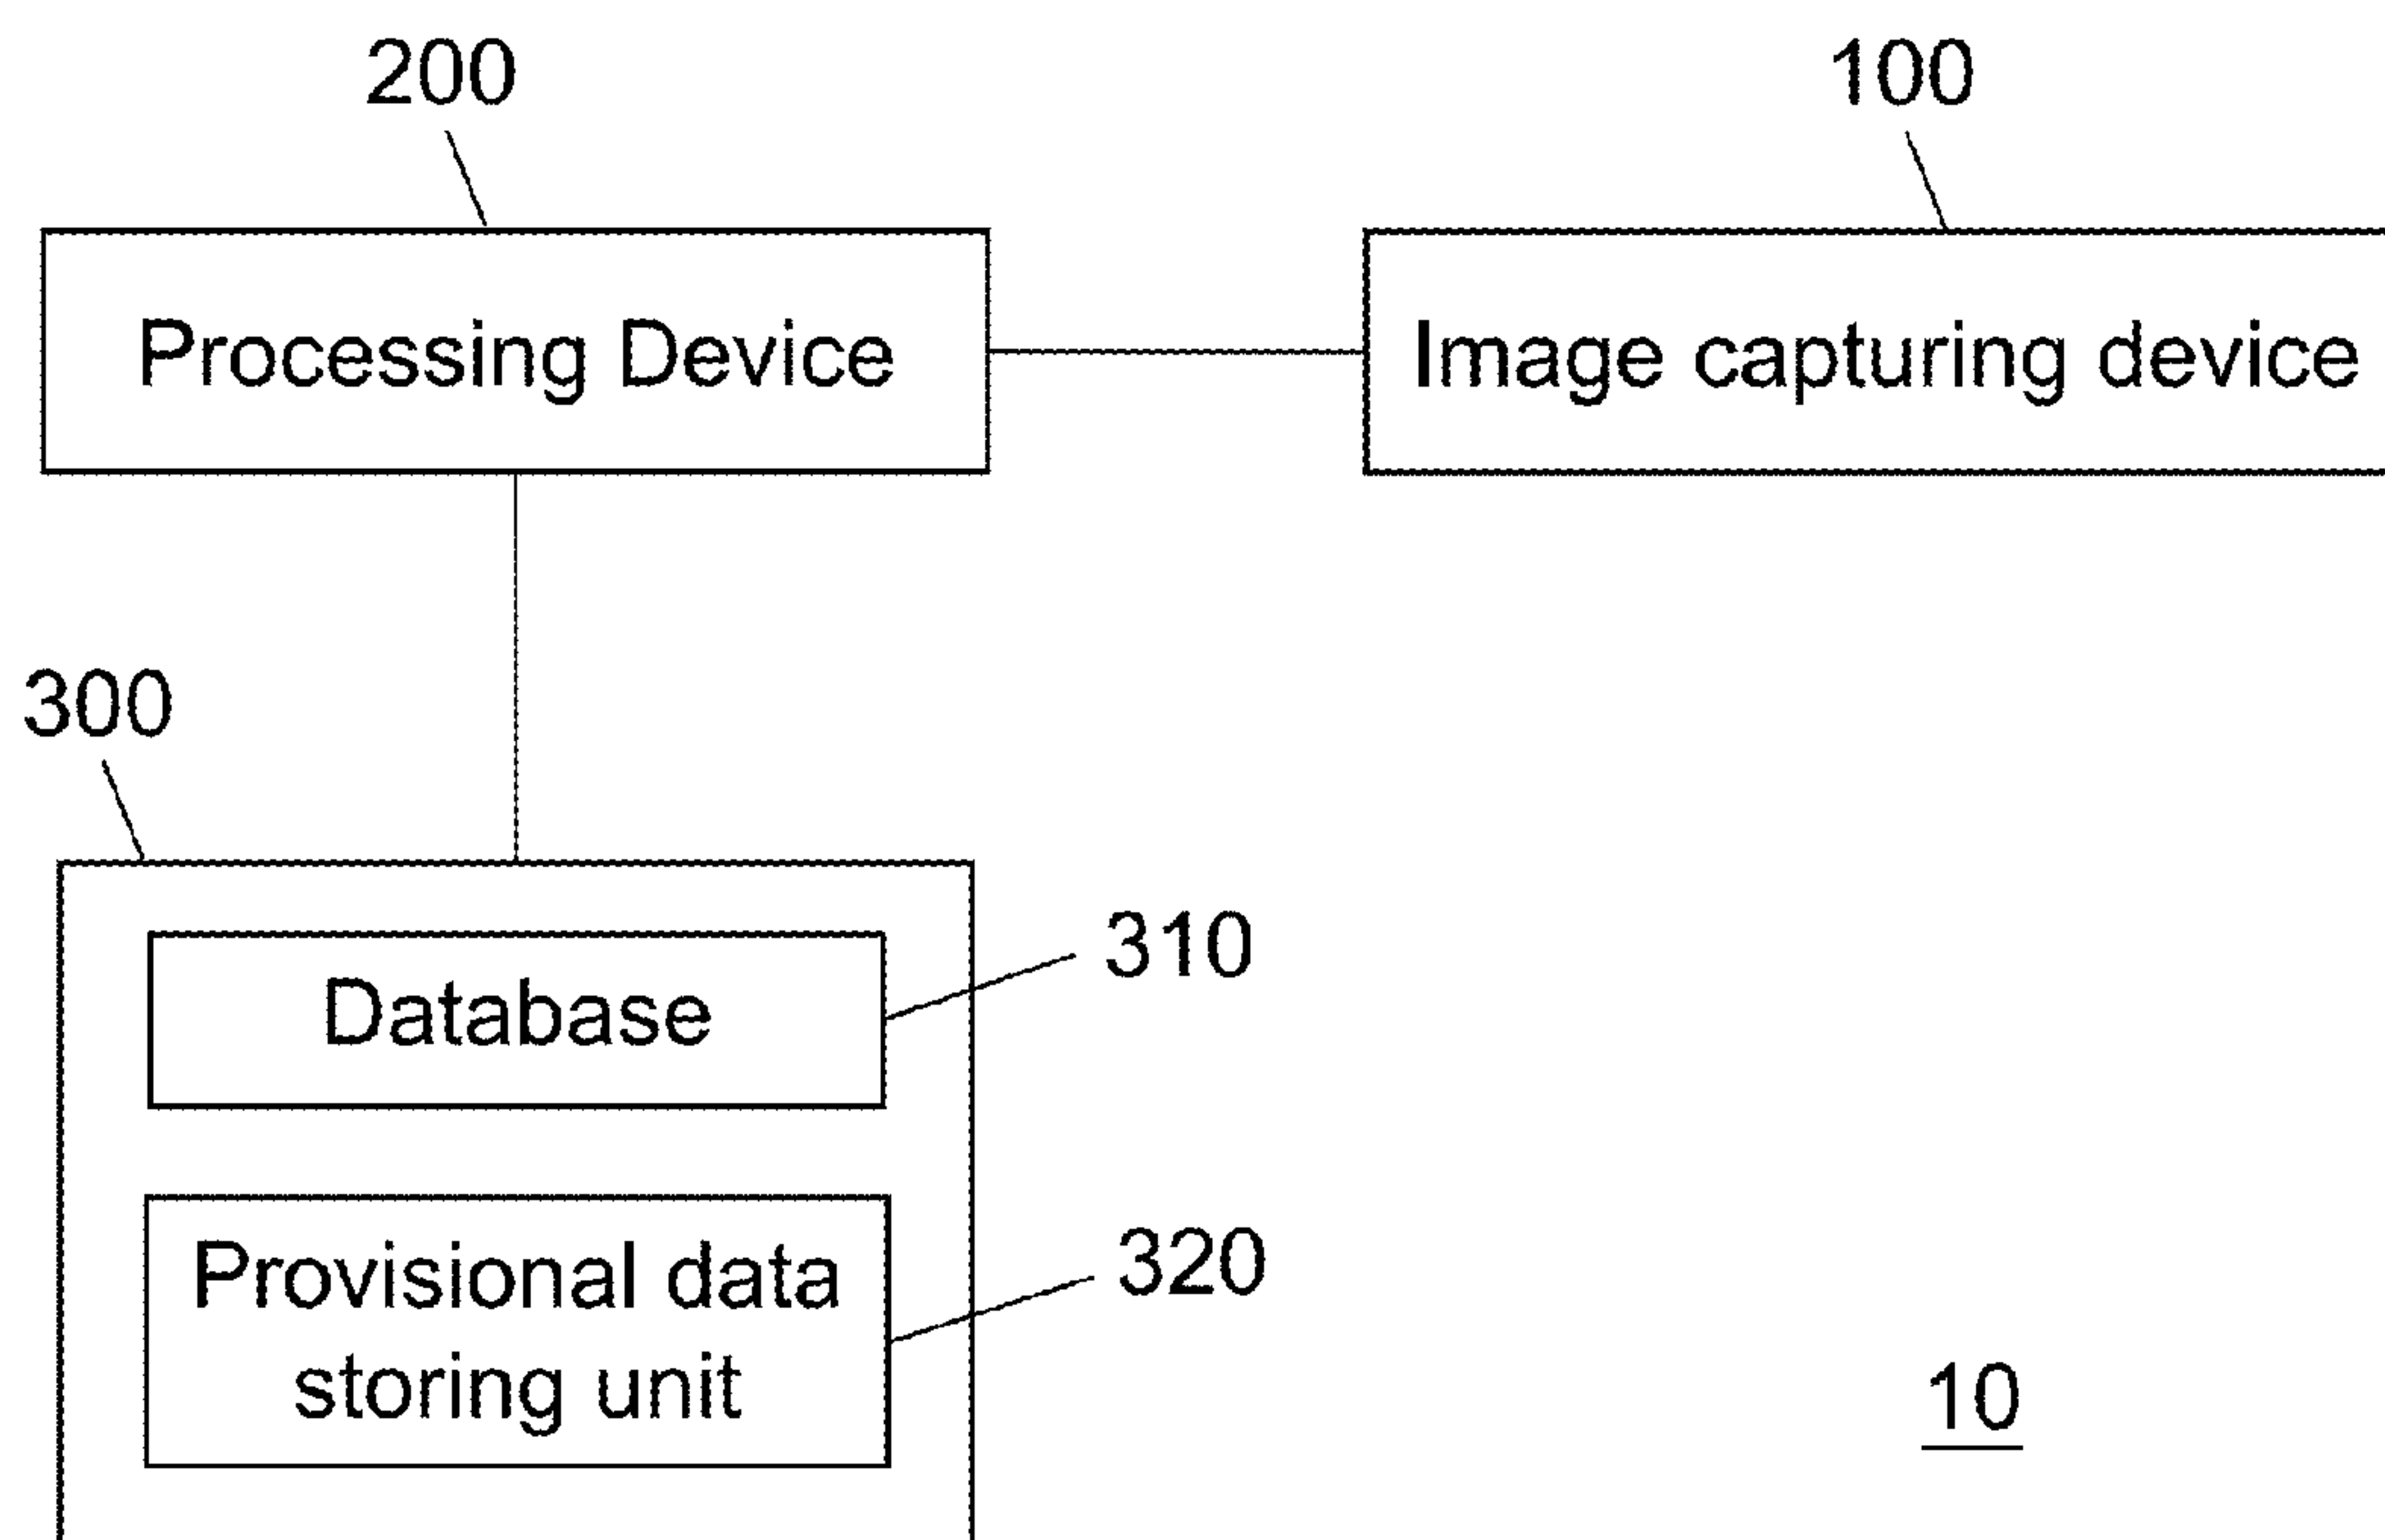 200
100
Processing Device
Image capturing device
300
310
Database
320
Provisional data
storing unit
10